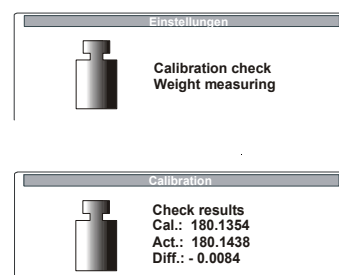 Einstellungen
Calibration check
Weight measuring
Calibration
Check results
Cal.: 180.1354
Act.: 180.1438
Diff.: - 0.0084